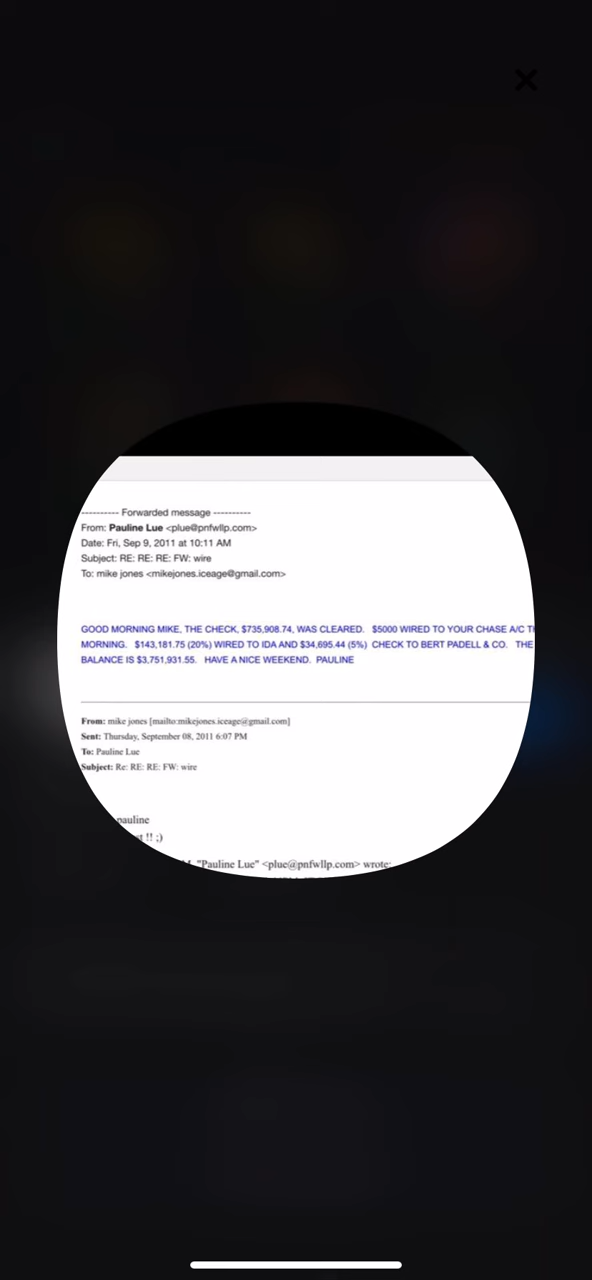 ---------- Forwarded message ----------
From: Pauline Lue <plue@pnfwllp.com>
Date: Fri, Sep 9, 2011 at 10:11 AM
Subject: RE: RE: RE: FW: wire
To: mike jones <mikejones.iceage@gmail.com>
GOOD MORNING MIKE, THE CHECK, $735,908.74, WAS CLEARED. $5000 WIRED TO YOUR CHASE A/C
MORNING. $143,181.75 (20%) WIRED TO IDA AND $34,695.44 (5%) CHECK TO BERT PADELL & CO. THE
BALANCE IS $3,751,931.55. HAVE A NICE WEEKEND. PAULINE
From: mike jones [mailto:mikejones.iceage@gmail.com]
Sent: Thursday, September 08, 2011 6:07 PM
To: Pauline Lue
Subject: Re: RE: RE: FW: wire
pauline
!! ;)
"Pauline Lue" <plue@pnfwllp.com> wrote: